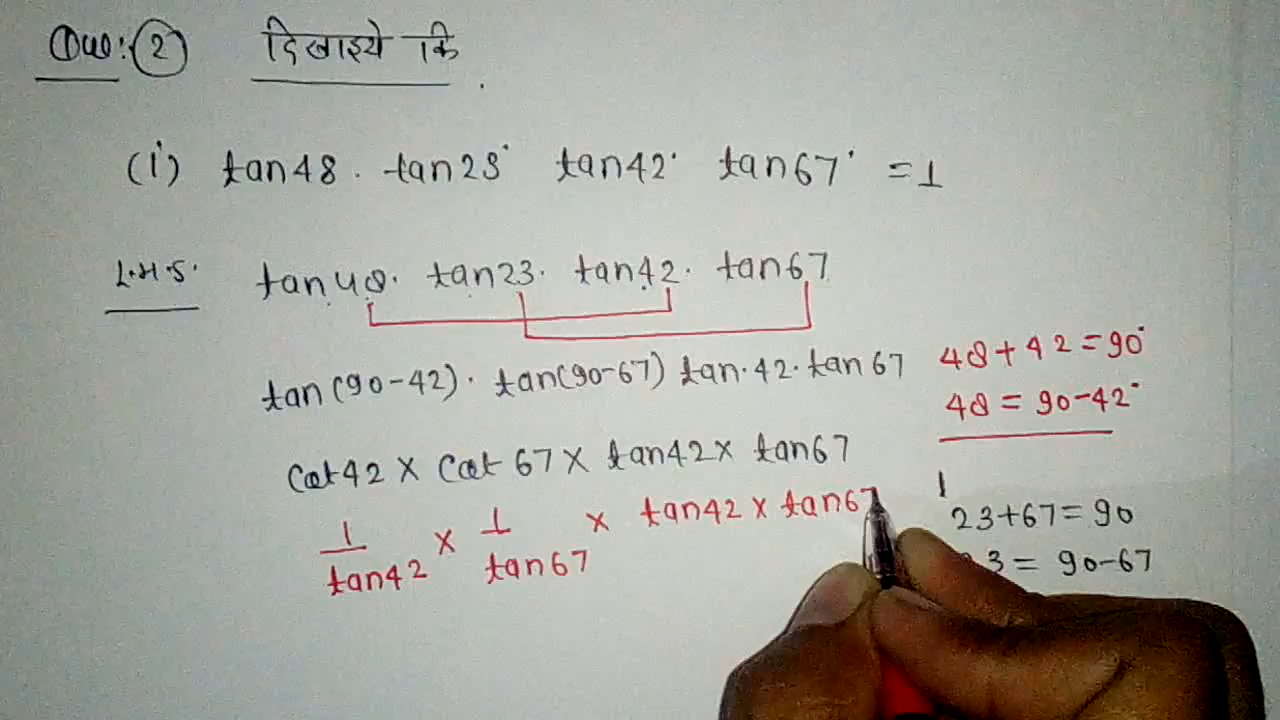 Que: 2 दिखाइये कि .
(i) tan48 . tan23° tan42° tan67° = 1
L.H.S. tan48. tan23. tan42. tan67
tan(90-42). tan(90-67) tan.42.tan67
Cot42 × Cot67 × tan42 × tan67
1/tan42 × 1/tan67 × tan42 × tan67
48+42=90°
48 = 90-42°
23+67=90
3 = 90-67